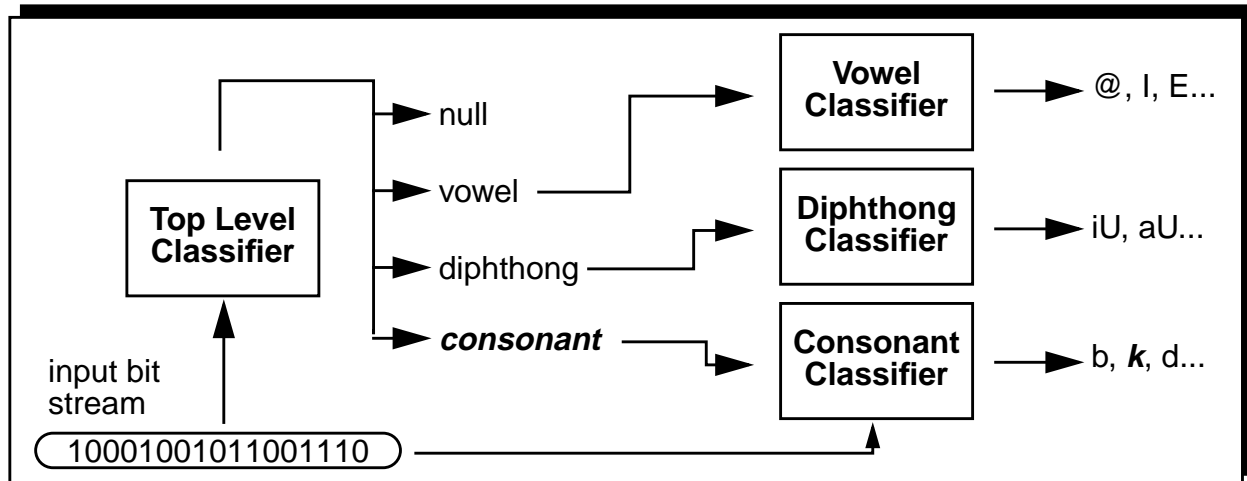 Vowel
Classifier
@, I, E...
null
vowel
Top Level
Classifier
Diphthong
Classifier
iU, aU...
diphthong
consonant
Consonant
Classifier
b, k, d...
input bit
stream
10001001011001110